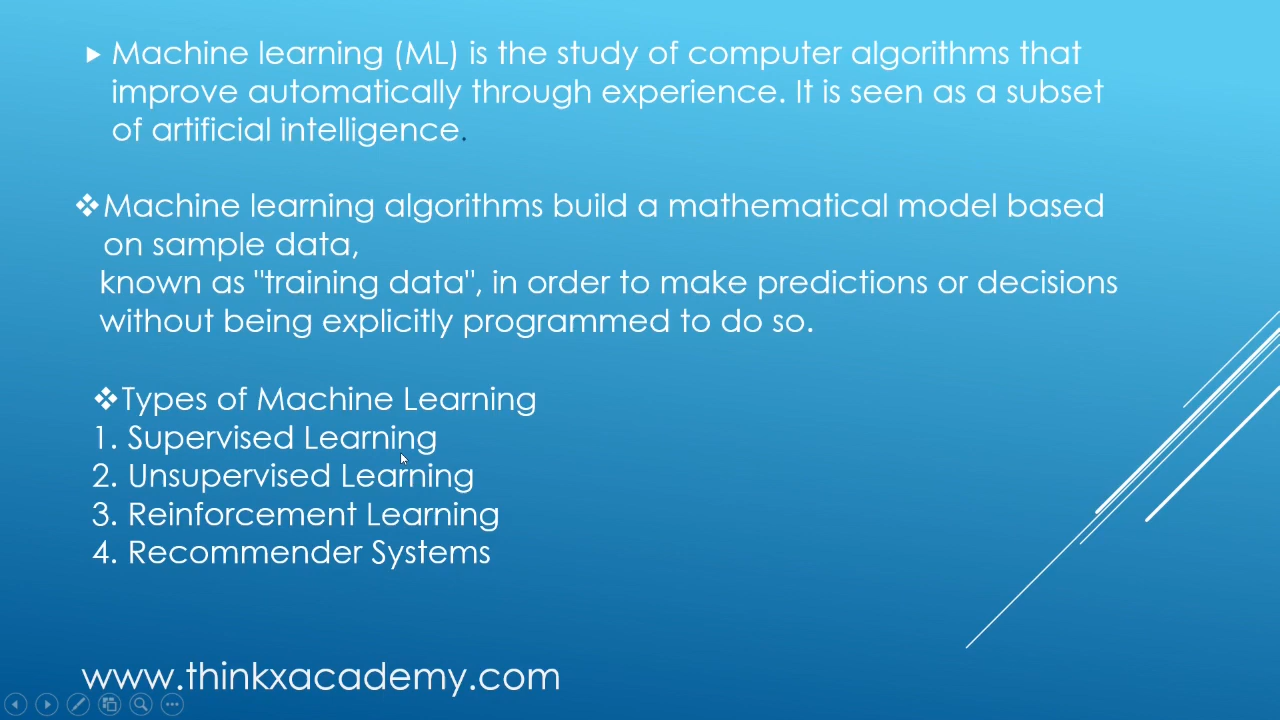 Machine learning (ML) is the study of computer algorithms that
improve automatically through experience. It is seen as a subset
of artificial intelligence.
Machine learning algorithms build a mathematical model based
on sample data,
known as "training data", in order to make predictions or decisions
without being explicitly programmed to do so.
Types of Machine Learning
1. Supervised Learning
2. Unsupervised Learning
3. Reinforcement Learning
4. Recommender Systems
www.thinkxacademy.com